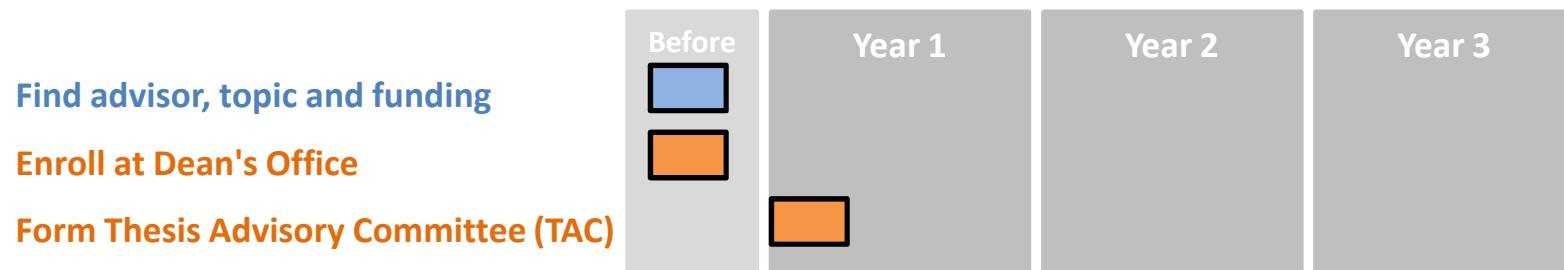 Before Year 1 Year 2 Year 3
Find advisor, topic and funding
Enroll at Dean's Office
Form Thesis Advisory Committee (TAC)